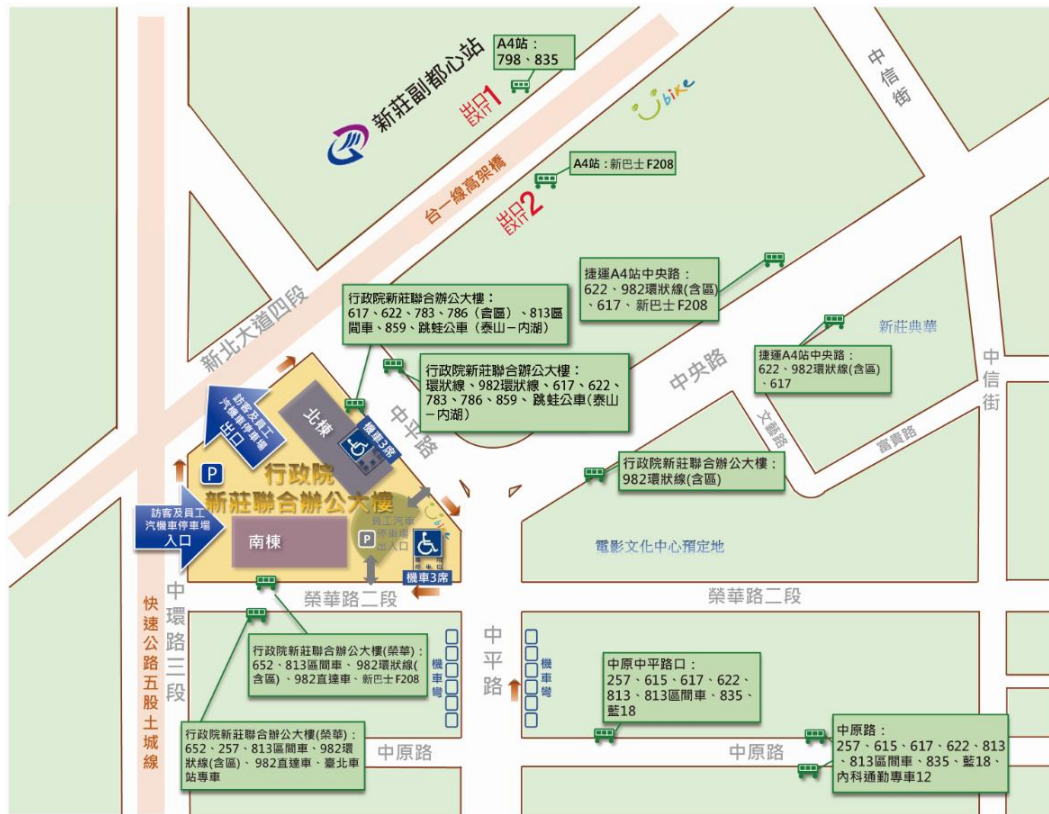 A4站：
798、835
新莊副都心站
出口1
EXIT
bike
中信街
台一線高架橋
A4站：新巴士F208
出口2
EXIT
捷運A4站中央路：
622、982環狀線(含區)
、617、新巴士F208
新北大道四段
行政院新莊聯合辦公大樓：
617、622、783、786（含區）、813區
間車、859、跳蛙公車（泰山－內湖）
新莊典華
捷運A4站中央路：
622、982環狀線(含區)
、617
行政院新莊聯合辦公大樓：
環狀線、982環狀線、617、622、
783、786、859、跳蛙公車(泰山
－內湖)
中央路
中信街
中平路
訪客及員工
汽機車停車場
出口
北棟
機車3席
富貴路
行政院新莊聯合辦公大樓：
982環狀線(含區)
P
行政院
新莊聯合辦公大樓
訪客及員工
汽機車停車場
入口
南棟
員工汽車
停車場
出入口
P
bike
機車3席
電影文化中心預定地
榮華路二段
榮華路二段
中環路三段
快速公路五股土城線
行政院新莊聯合辦公大樓(榮華)：
652、813區間車、982環狀線(
含區)、982直達車、新巴士F208
機車彎
中平路
機車彎
中原中平路口：
257、615、617、622、
813、813區間車、835、
藍18
行政院新莊聯合辦公大樓(榮華)：
652、257、813區間車、982環
狀線(含區)、982直達車、臺北車
站專車
中原路
中原路
中原路：
257、615、617、622、813
、813區間車、835、藍18、
內科通勤專車12